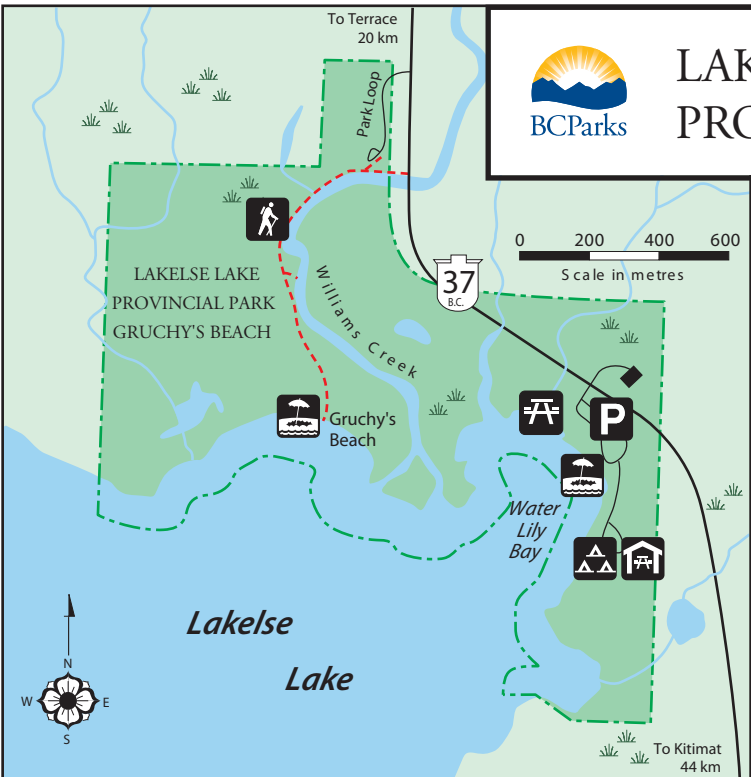 To Terrace
20 km
Park Loop
BCParks
LAK
PRO
0 200 400 600
Scale in metres
37
B.C.
LAKELSE LAKE
PROVINCIAL PARK
GRUCHY'S BEACH
Williams Creek
P
Gruchy's
Beach
Water
Lily
Bay
Lakelse
Lake
N
W E
S
To Kitimat
44 km